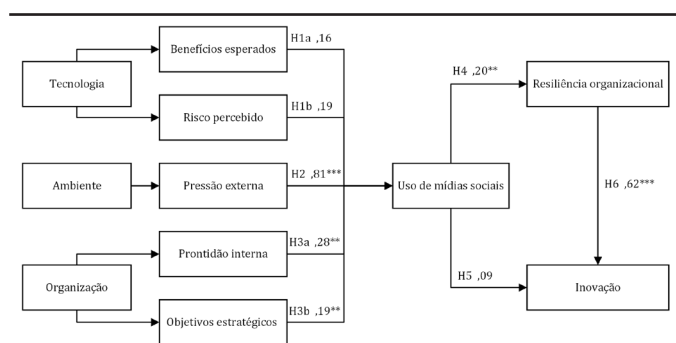 H1a ,16
Benefícios esperados
Tecnologia
H1b ,19
Risco percebido
H4 ,20**
Resiliência organizacional
Ambiente
Pressão externa
H2 ,81***
Uso de mídias sociais
H6 ,62***
Prontidão interna
H3a ,28**
Organização
Objetivos estratégicos
H3b ,19**
H5 ,09
Inovação